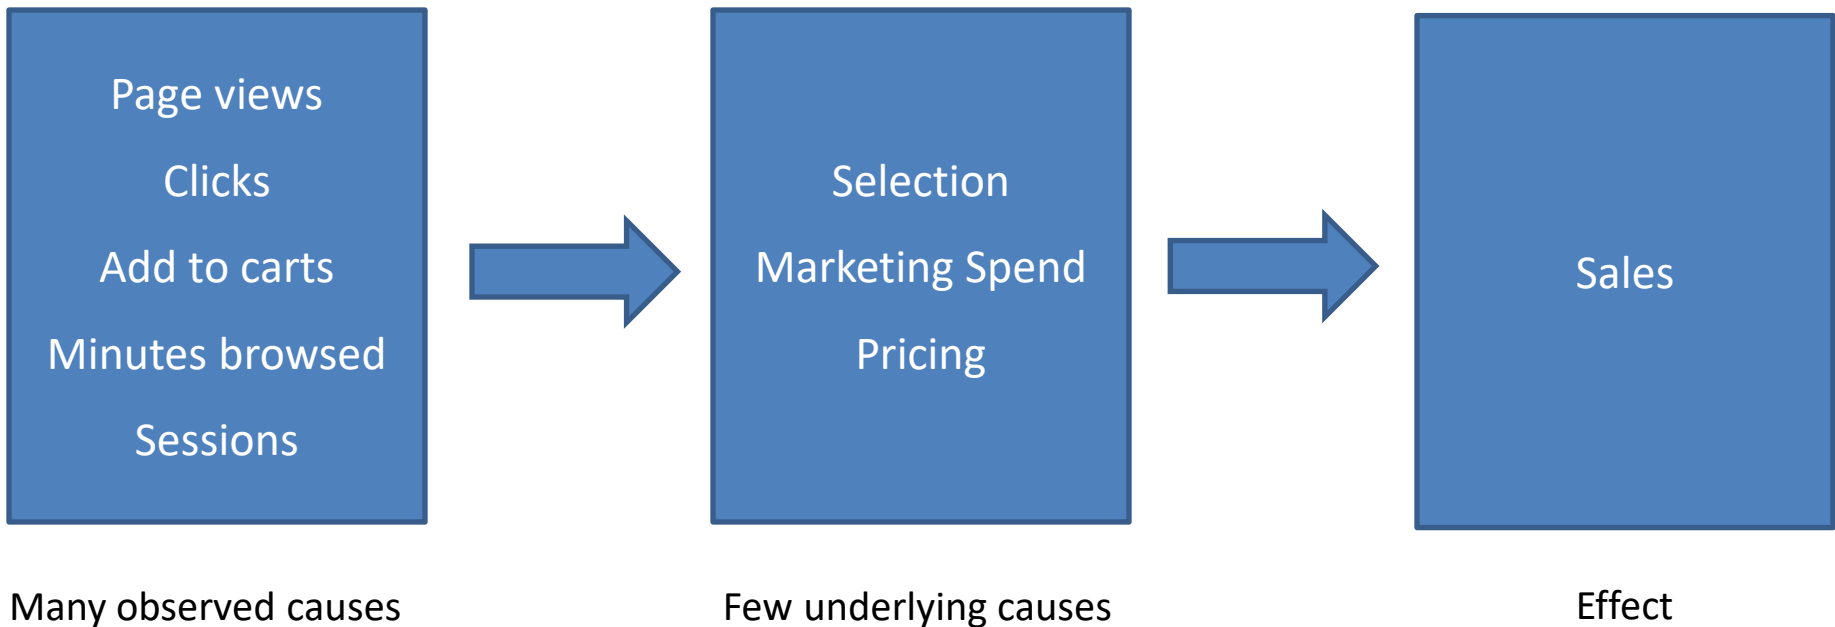 Page views
Clicks
Add to carts
Minutes browsed
Sessions
Many observed causes
Selection
Marketing Spend
Pricing
Few underlying causes
Sales
Effect